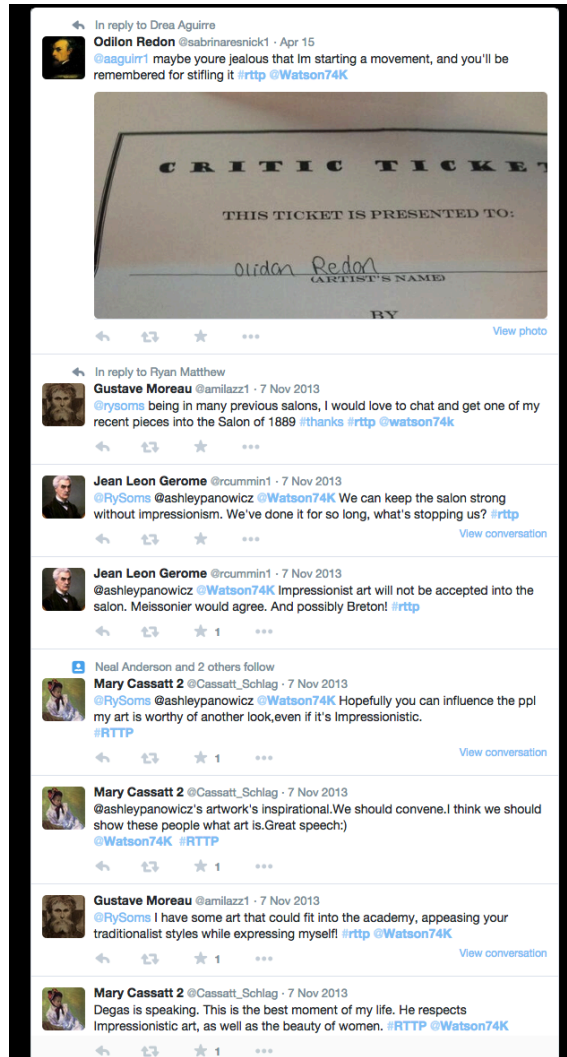 In reply to Drea Aguirre
Odilon Redon @sabrinaresnick1 · Apr 15
@aaguirr1 maybe youre jealous that Im starting a movement, and you'll be
remembered for stifling it #rttp @Watson74K
CRITIC TICKET
THIS TICKET IS PRESENTED TO:
Olidan Redon
(ARTIST'S NAME)
BY
View photo
In reply to Ryan Matthew
Gustave Moreau @amilazz1 · 7 Nov 2013
@rysoms being in many previous salons, I would love to chat and get one of my
recent pieces into the Salon of 1889 #thanks #rttp @watson74k
Jean Leon Gerome @rcummin1 · 7 Nov 2013
@RySoms @ashleypanowicz @Watson74K We can keep the salon strong
without impressionism. We've done it for so long, what's stopping us? #rttp
View conversation
Jean Leon Gerome @rcummin1 · 7 Nov 2013
@ashleypanowicz @Watson74K Impressionist art will not be accepted into the
salon. Meissonier would agree. And possibly Breton! #rttp
1
Neal Anderson and 2 others follow
Mary Cassatt 2 @Cassatt_Schlag · 7 Nov 2013
@RySoms @ashleypanowicz @Watson74K Hopefully you can influence the ppl
my art is worthy of another look,even if it's Impressionistic.
#RTTP
1
View conversation
Mary Cassatt 2 @Cassatt_Schlag · 7 Nov 2013
@ashleypanowicz's artwork's inspirational.We should convene.I think we should
show these people what art is.Great speech:)
@Watson74K #RTTP
1
Gustave Moreau @amilazz1 · 7 Nov 2013
@RySoms I have some art that could fit into the academy, appeasing your
traditionalist styles while expressing myself! #rttp @Watson74K
1
View conversation
Mary Cassatt 2 @Cassatt_Schlag · 7 Nov 2013
Degas is speaking. This is the best moment of my life. He respects
Impressionistic art, as well as the beauty of women. #RTTP @Watson74K
1